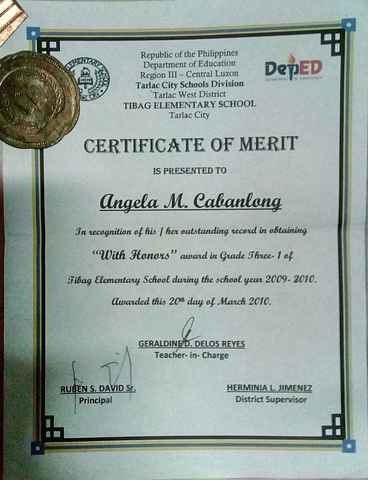 Republic of the Philippines
Department of Education
Region III – Central Luzon
Tarlac City Schools Division
Tarlac West District
TIBAG ELEMENTARY SCHOOL
Tarlac City
DepED
CERTIFICATE OF MERIT
IS PRESENTED TO
Angela M. Cabanlong
In recognition of his / her outstanding record in obtaining
“With Honors” award in Grade Three- 1 of
Tibag Elementary School during the school year 2009- 2010.
Awarded this 20th day of March 2010.
GERALDINE D. DELOS REYES
Teacher- in- Charge
RUBEN S. DAVID Sr.
Principal
HERMINIA L. JIMENEZ
District Supervisor